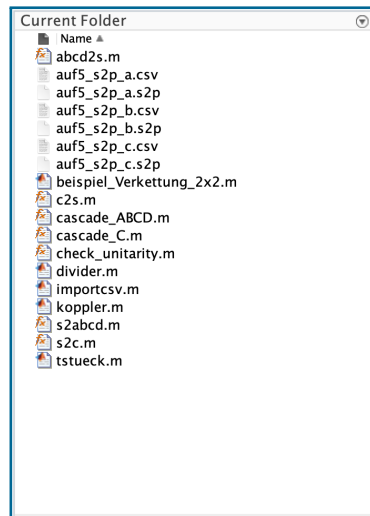 Current Folder
Name
abcd2s.m
auf5_s2p_a.csv
auf5_s2p_a.s2p
auf5_s2p_b.csv
auf5_s2p_b.s2p
auf5_s2p_c.csv
auf5_s2p_c.s2p
beispiel_Verkettung_2x2.m
c2s.m
cascade_ABCD.m
cascade_C.m
check_unitarity.m
divider.m
importcsv.m
koppler.m
s2abcd.m
s2c.m
tstueck.m